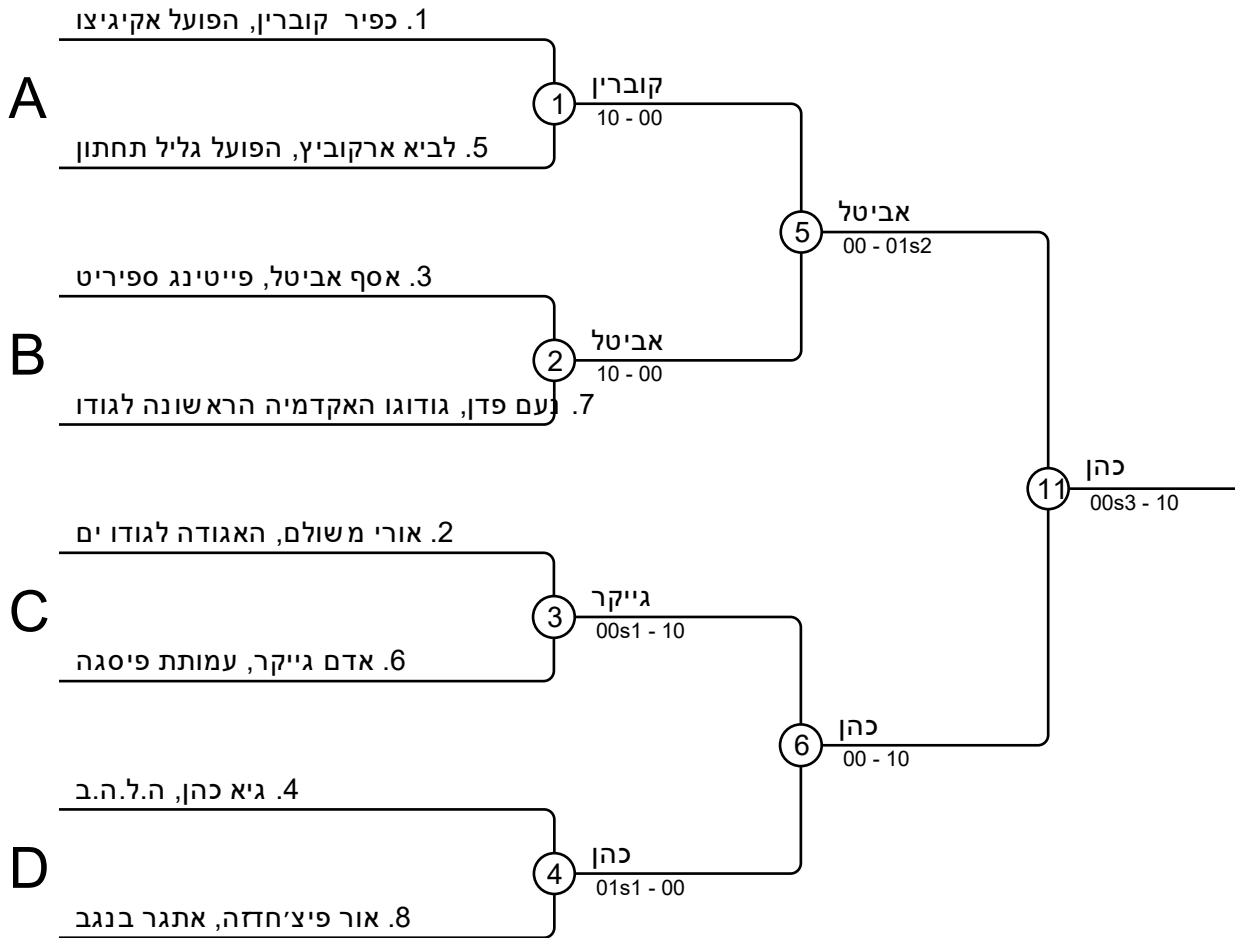 1. כפיר קוברין, הפועל אקיגיצו
A
1
קוברין
10 - 00
5. לביא ארקוביץ, הפועל גליל תחתון
5
אביטל
00 - 01s2
3. אסף אביטל, פייטינג ספיריט
B
2
אביטל
10 - 00
7. נעם פדן, גודוגו האקדמיה הראשונה לגודו
11
כהן
00s3 - 10
2. אורי משולם, האגודה לגודו ים
C
3
גייקר
00s1 - 10
6. אדם גייקר, עמותת פיסגה
6
כהן
00 - 10
4. גיא כהן, ה.ל.ה.ב
D
4
כהן
01s1 - 00
8. אור פיצ'חדזה, אתגר בנגב